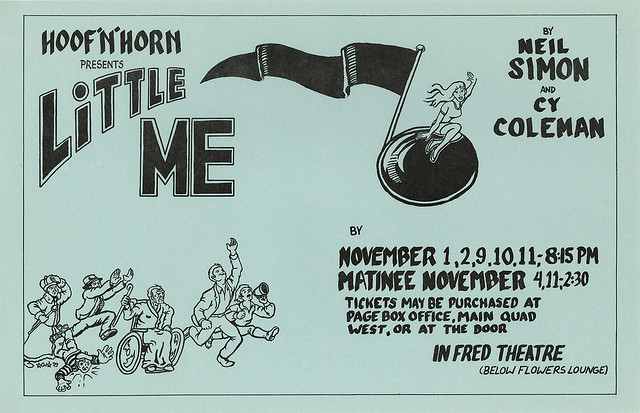 HOOF'N'HORN
PRESENTS
LITTLE
ME
BY
NEIL
SIMON
AND
CY
COLEMAN
BY
NOVEMBER 1,2,9,10,11;-8:15 PM
MATINEE NOVEMBER 4,11;-2:30
TICKETS MAY BE PURCHASED AT
PAGE BOX OFFICE, MAIN QUAD
WEST, OR AT THE DOOR
IN FRED THEATRE
(BELOW FLOWERS LOUNGE)